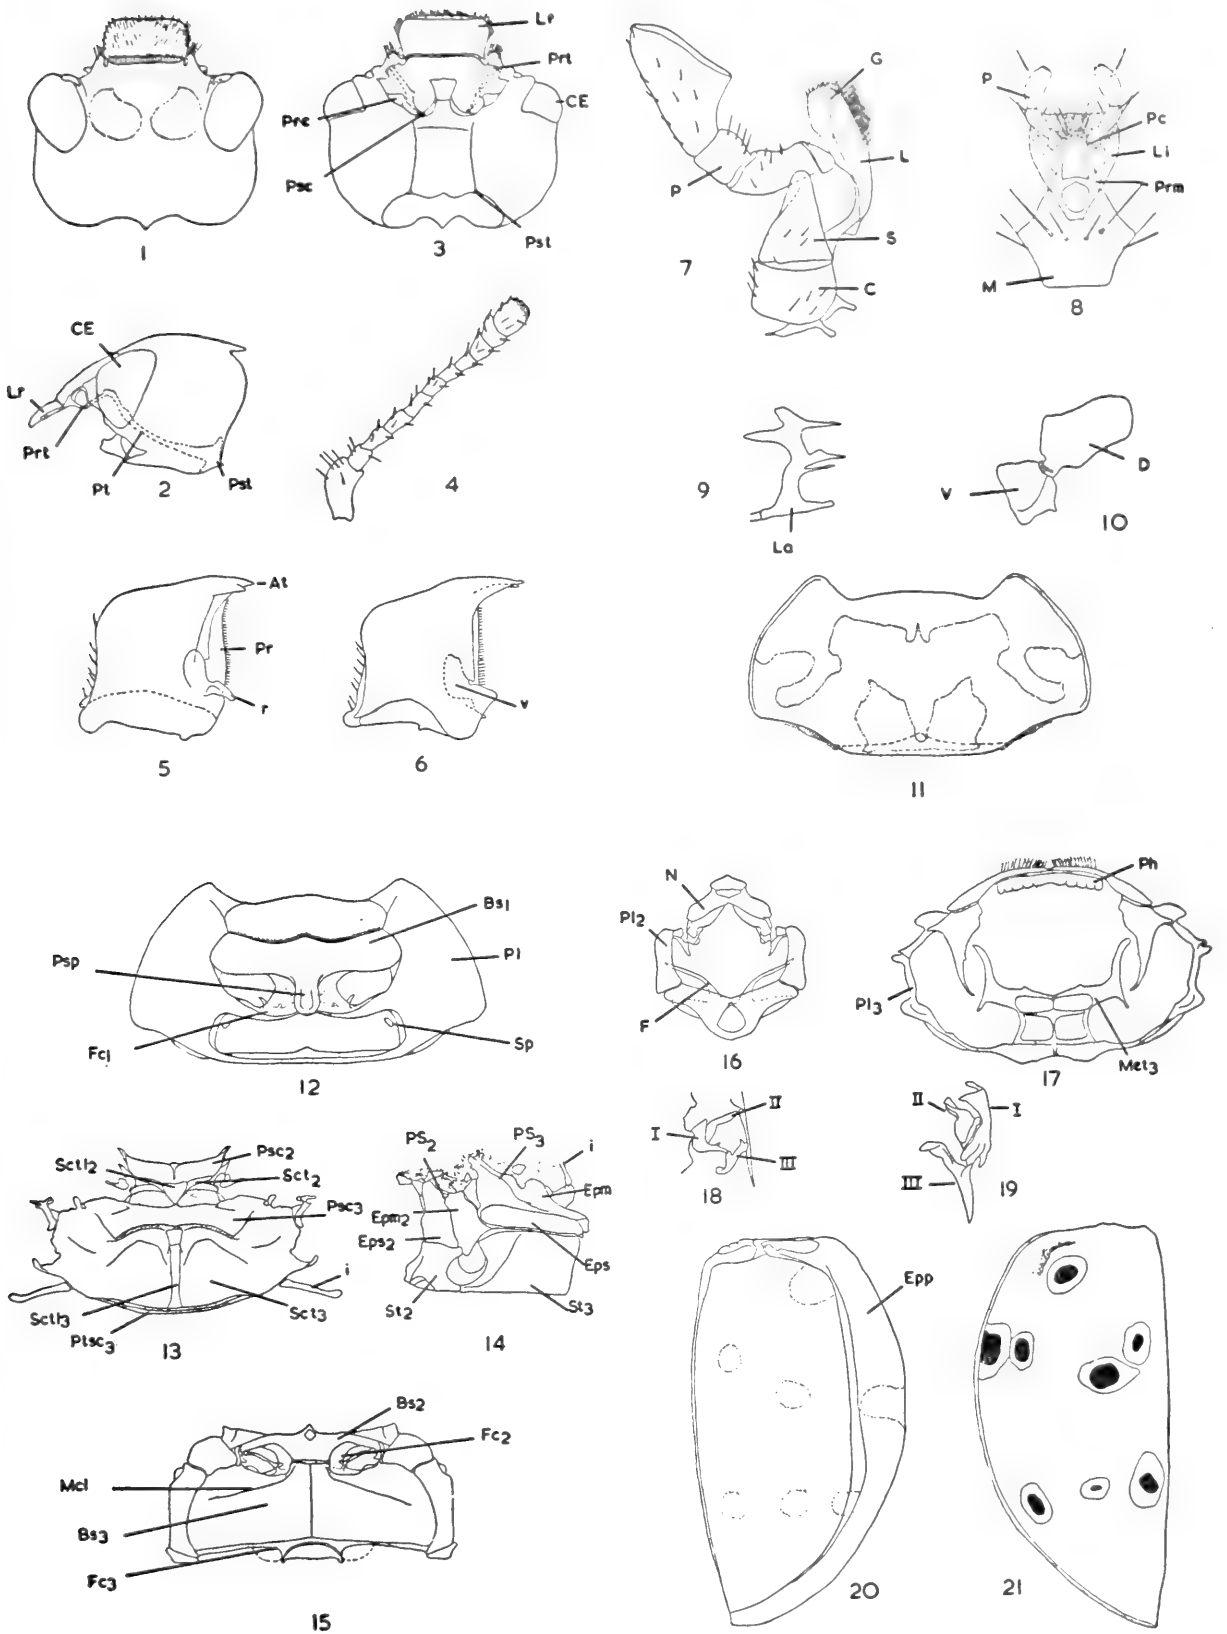 Lr
Prt
CE
Prc
Psc
Pst
1
3
G
L
P
S
C
7
P
Pc
Li
Prm
M
8
CE
Lr
Prt
Pt
Pst
2
4
9
La
V
D
10
At
Pr
r
5
v
6
11
Bs1
Psp
Pl
Fc1
Sp
12
N
Pl2
F
16
Ph
Pl3
Met3
17
Psc2
Sctl2
Sct2
Psc3
i
Sctl3
Sct3
Ptsc3
13
PS2
PS3
i
Epm
Epm2
Eps2
Eps
St2
St3
14
I
II
III
18
II
I
III
19
Bs2
Fc2
Mcl
Bs3
Fc3
15
Epp
20
21